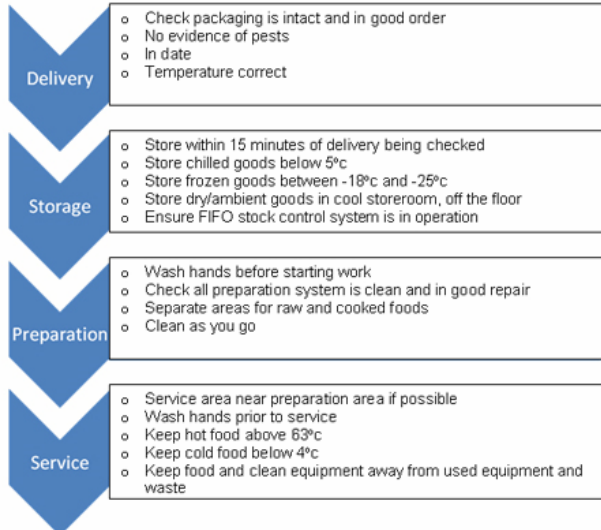 Delivery
o Check packaging is intact and in good order
o No evidence of pests
o In date
o Temperature correct
Storage
o Store within 15 minutes of delivery being checked
o Store chilled goods below 5ºc
o Store frozen goods between -18ºc and -25ºc
o Store dry/ambient goods in cool storeroom, off the floor
o Ensure FIFO stock control system is in operation
Preparation
o Wash hands before starting work
o Check all preparation system is clean and in good repair
o Separate areas for raw and cooked foods
o Clean as you go
Service
o Service area near preparation area if possible
o Wash hands prior to service
o Keep hot food above 63ºc
o Keep cold food below 4ºc
o Keep food and clean equipment away from used equipment and
waste